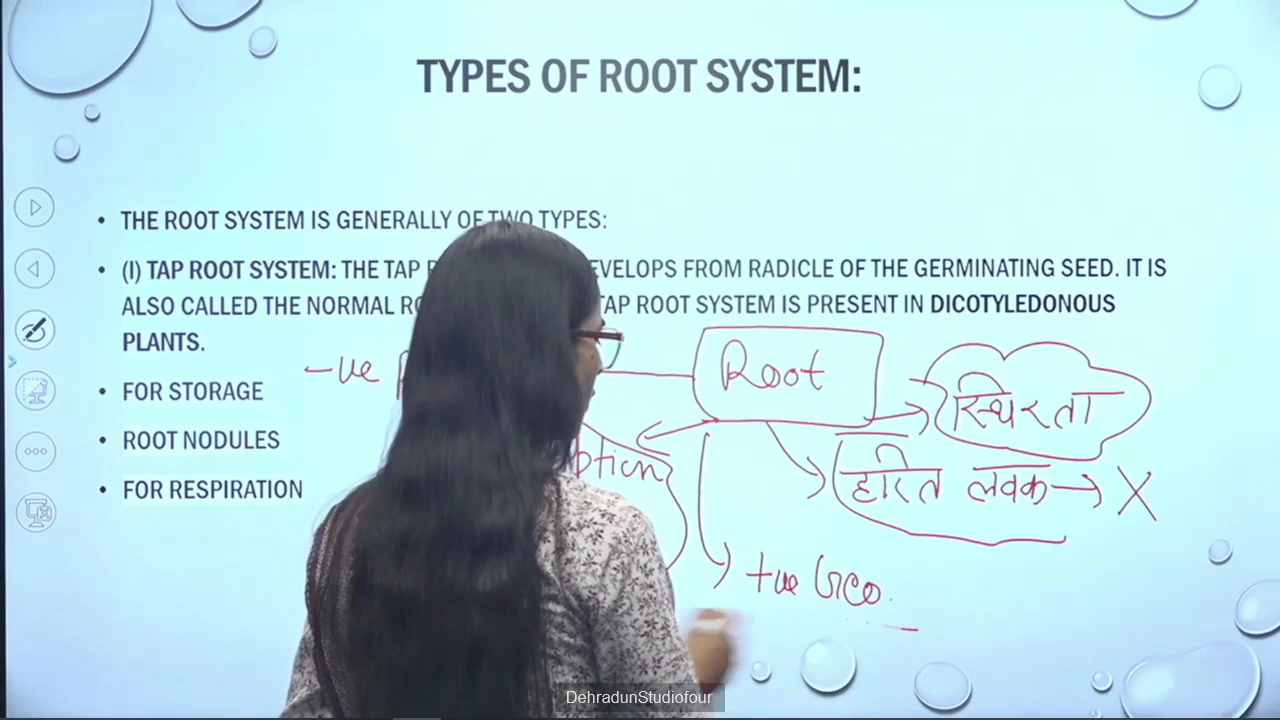 TYPES OF ROOT SYSTEM:
• THE ROOT SYSTEM IS GENERALLY OF TWO TYPES:
• (I) TAP ROOT SYSTEM: THE TAP EVELOPS FROM RADICLE OF THE GERMINATING SEED. IT IS
ALSO CALLED THE NORMAL TAP ROOT SYSTEM IS PRESENT IN DICOTYLEDONOUS
PLANTS.
-ve
Root
• FOR STORAGE
स्थिरता
• ROOT NODULES
ption
हरित लवक → X
• FOR RESPIRATION
+ve Geo.
DehradunStudiofour